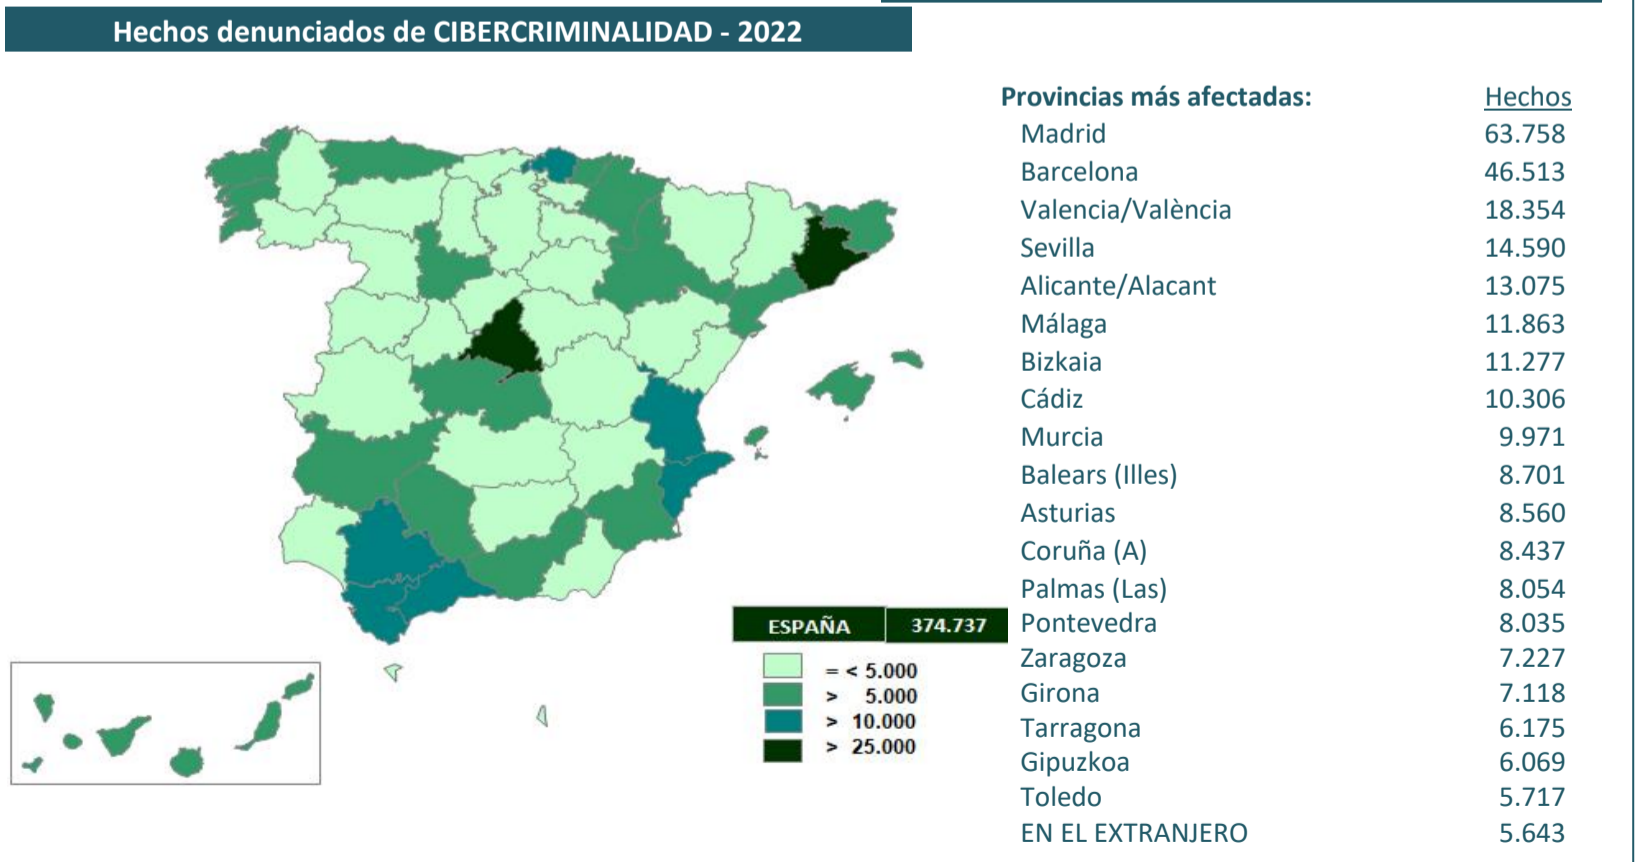 Hechos denunciados de CIBERCRIMINALIDAD - 2022
Provincias más afectadas: Hechos
Madrid 63.758
Barcelona 46.513
Valencia/València 18.354
Sevilla 14.590
Alicante/Alacant 13.075
Málaga 11.863
Bizkaia 11.277
Cádiz 10.306
Murcia 9.971
Balears (Illes) 8.701
Asturias 8.560
Coruña (A) 8.437
Palmas (Las) 8.054
Pontevedra 8.035
Zaragoza 7.227
Girona 7.118
Tarragona 6.175
Gipuzkoa 6.069
Toledo 5.717
EN EL EXTRANJERO 5.643
ESPAÑA 374.737
= < 5.000
> 5.000
> 10.000
> 25.000